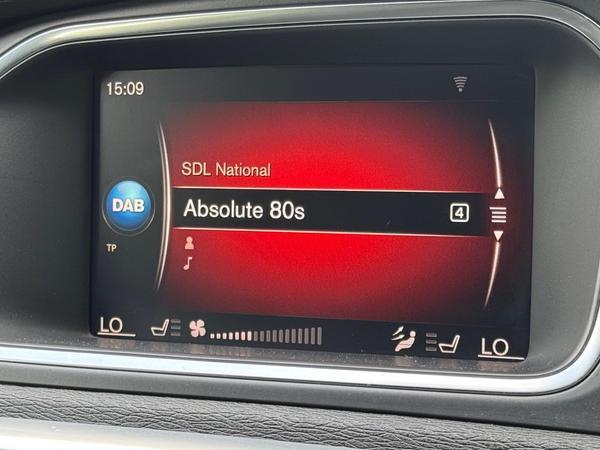 15:09
SDL National
DAB
Absolute 80s
4
TP
LO
LO